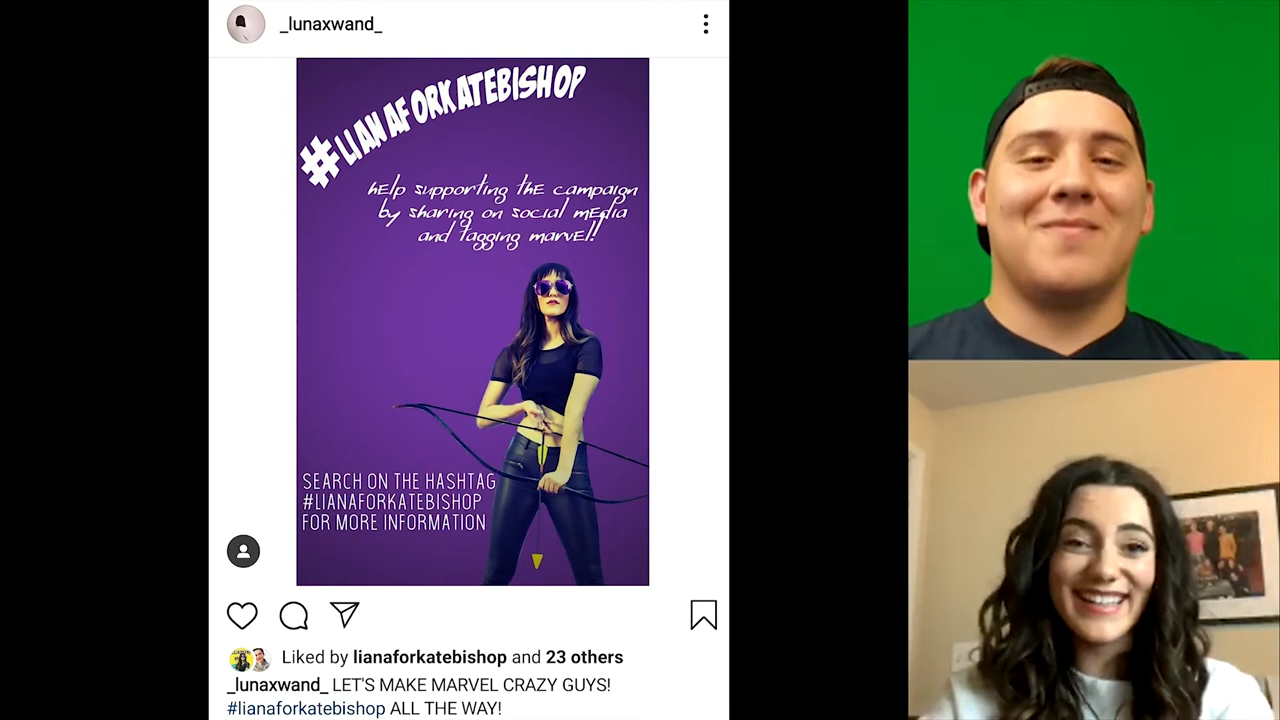 _lunaxwand_
#LIANAFORKATEBISHOP
help supporting the campaign
by sharing on social media
and tagging marvel!
SEARCH ON THE HASHTAG
#LIANAFORKATEBISHOP
FOR MORE INFORMATION
Liked by lianaforkatebishop and 23 others
_lunaxwand_ LET'S MAKE MARVEL CRAZY GUYS!
#lianaforkatebishop ALL THE WAY!